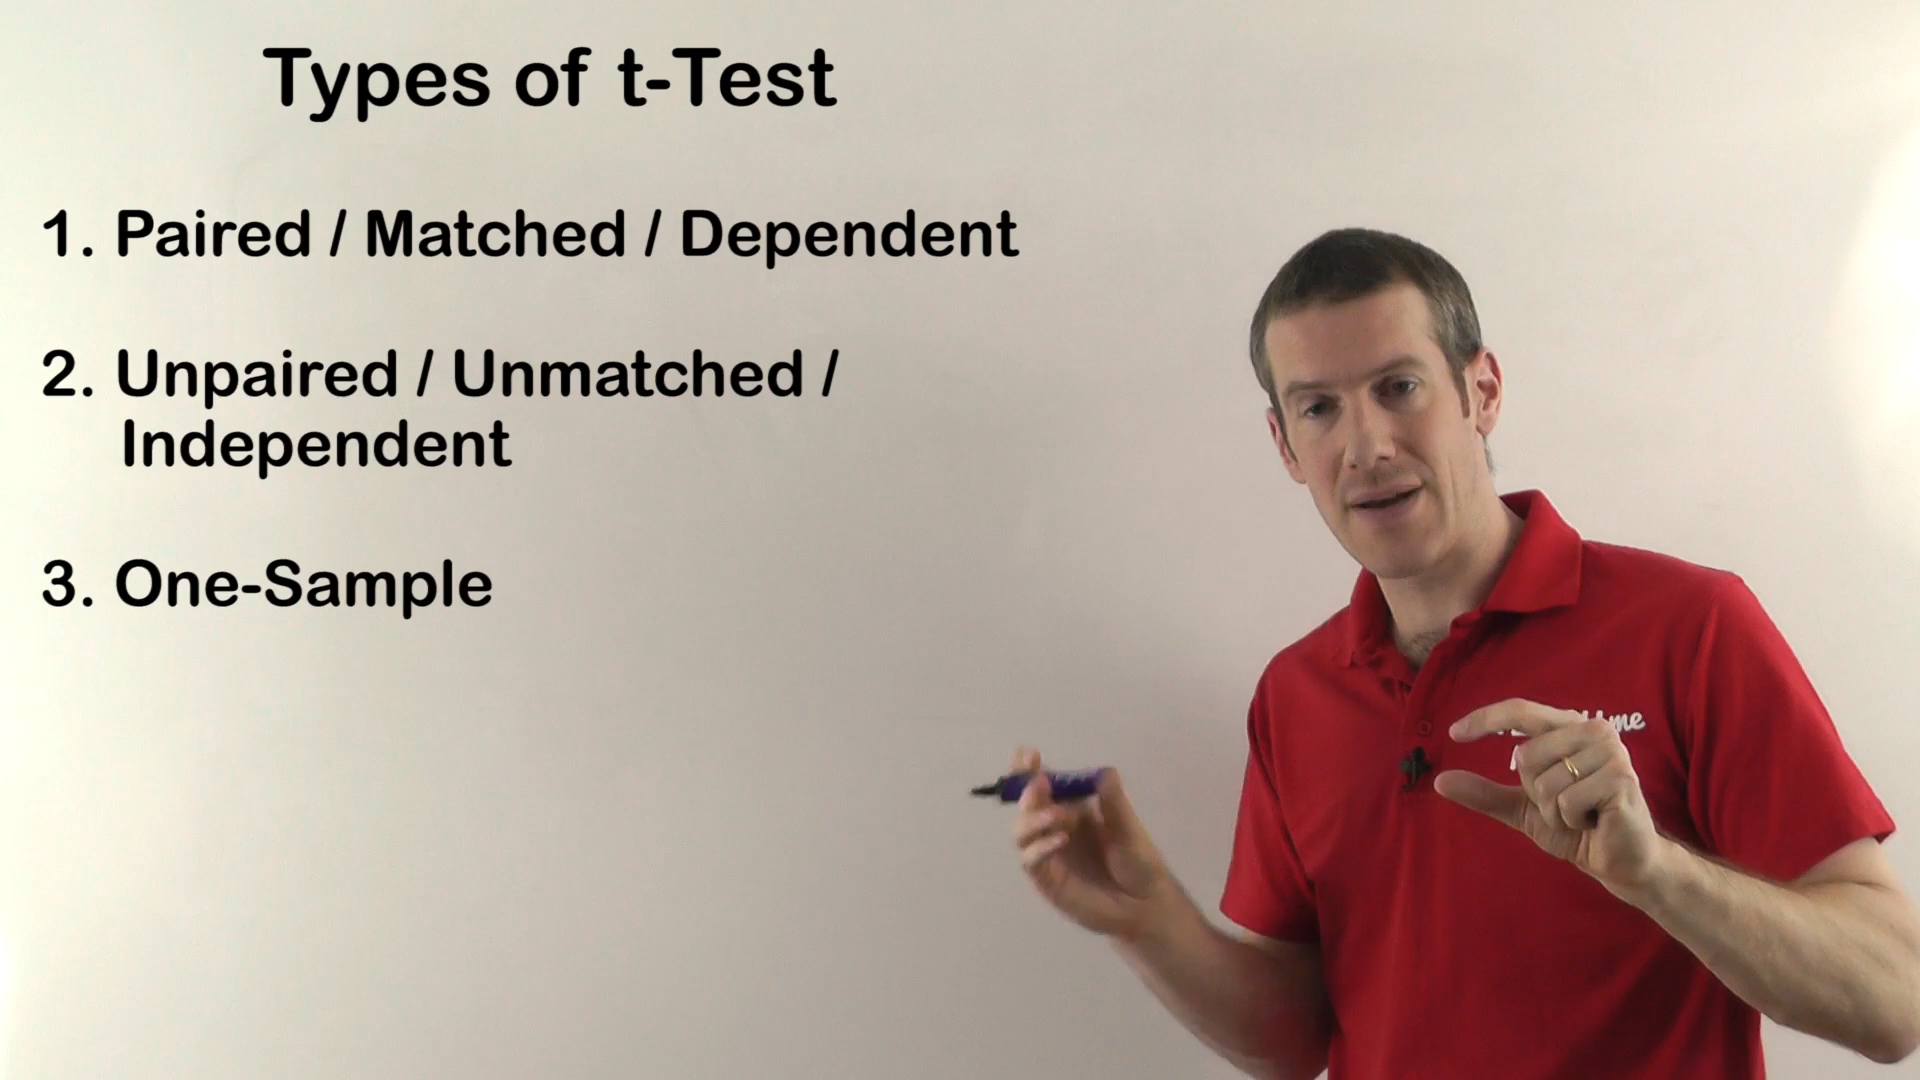 Types of t-Test
1. Paired / Matched / Dependent
2. Unpaired / Unmatched /
Independent
3. One-Sample